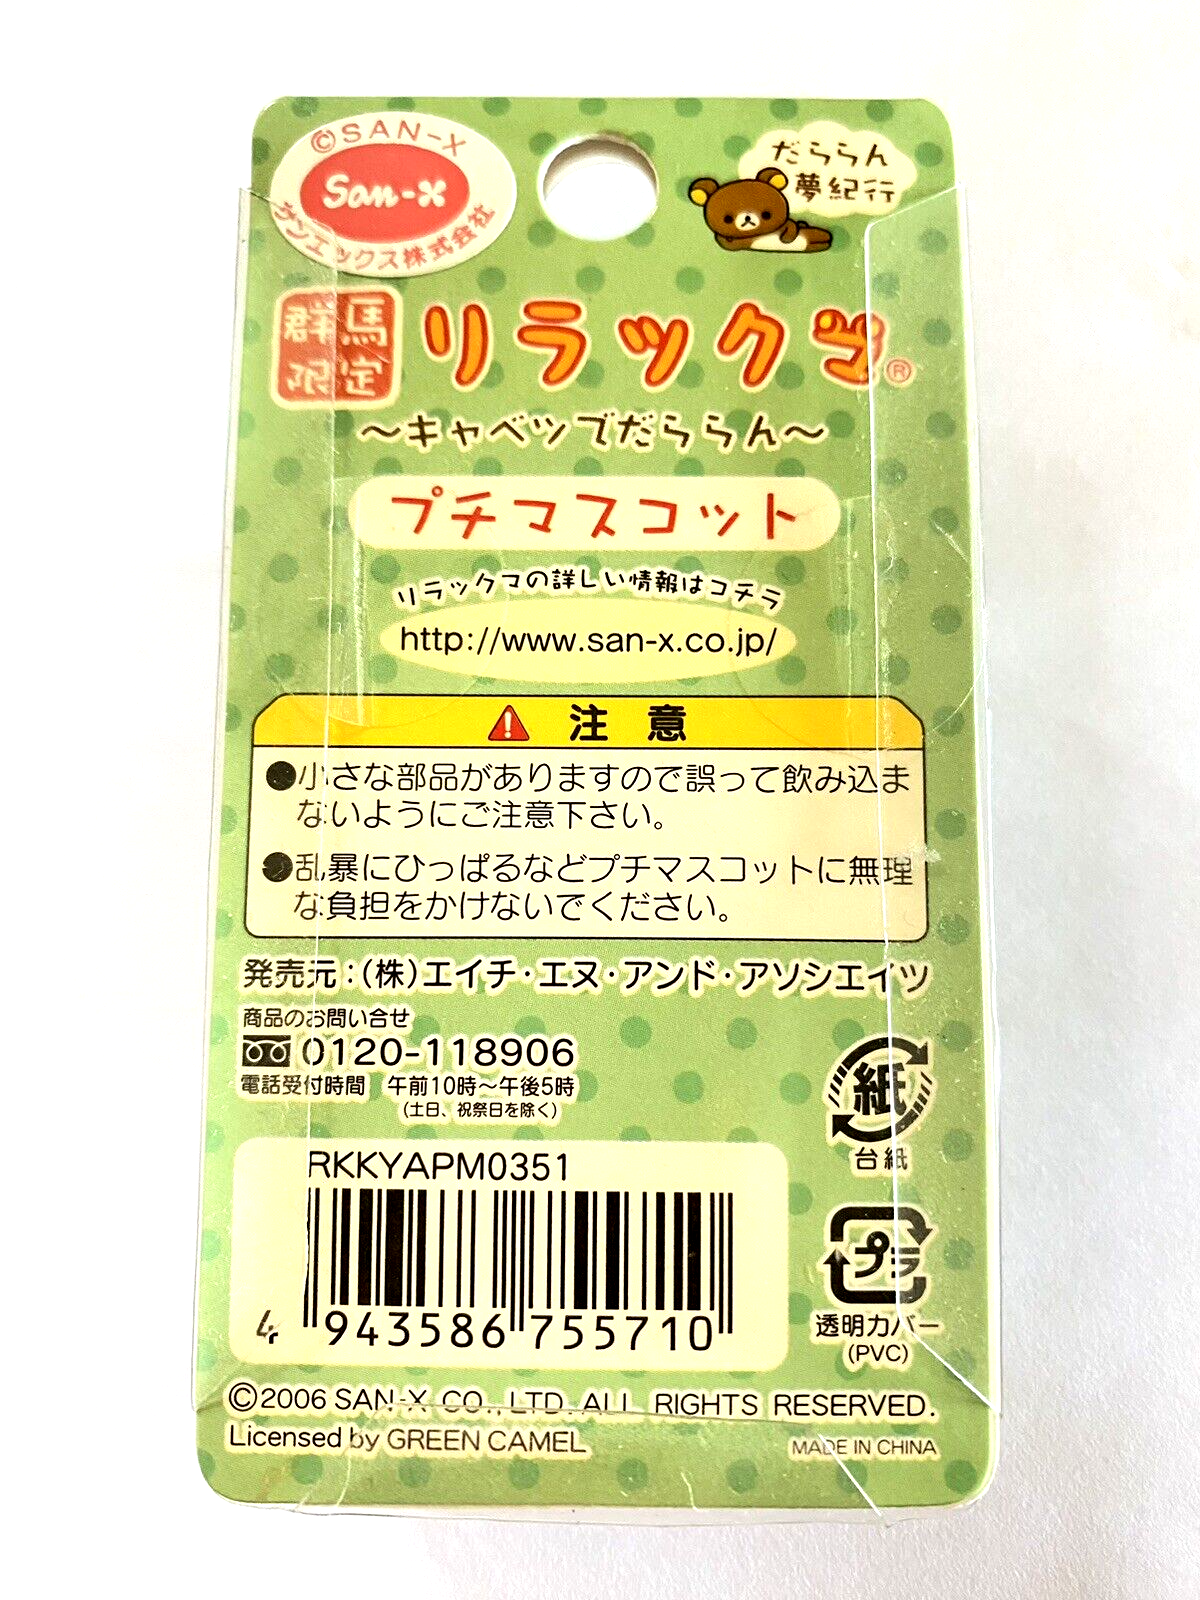 ©SAN-X
San-x
サンエックス株式会社
だららん
夢紀行
群馬
限定
リラックマ®
～キャベツでだららん～
プチマスコット
リラックマの詳しい情報はコチラ
http://www.san-x.co.jp/
注意
●小さな部品がありますので誤って飲み込ま
ないようにご注意下さい。
●乱暴にひっぱるなどプチマスコットに無理
な負担をかけないでください。
発売元：(株)エイチ・エヌ・アンド・アソシエイツ
商品のお問い合せ
0120-118906
電話受付時間 午前10時～午後5時
(土日、祝祭日を除く)
紙
台紙
RKKYAPM0351
4 943586 755710
プラ
透明カバー
(PVC)
©2006 SAN-X CO., LTD. ALL RIGHTS RESERVED.
Licensed by GREEN CAMEL
MADE IN CHINA